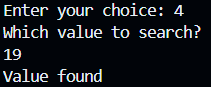 Enter your choice: 4
Which value to search?
19
Value found